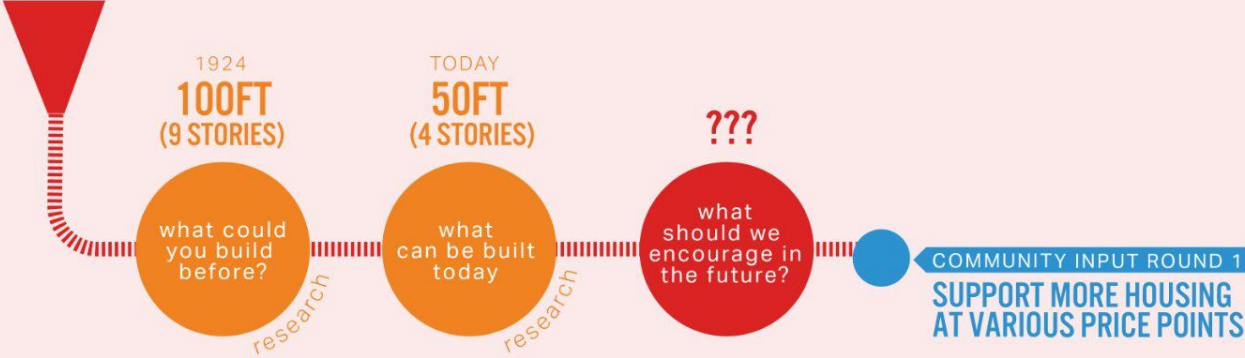 1924
100FT
(9 STORIES)
what could
you build
before?
research
TODAY
50FT
(4 STORIES)
what
can be built
today
research
???
what
should we
encourage in
the future?
COMMUNITY INPUT ROUND 1
SUPPORT MORE HOUSING
AT VARIOUS PRICE POINTS